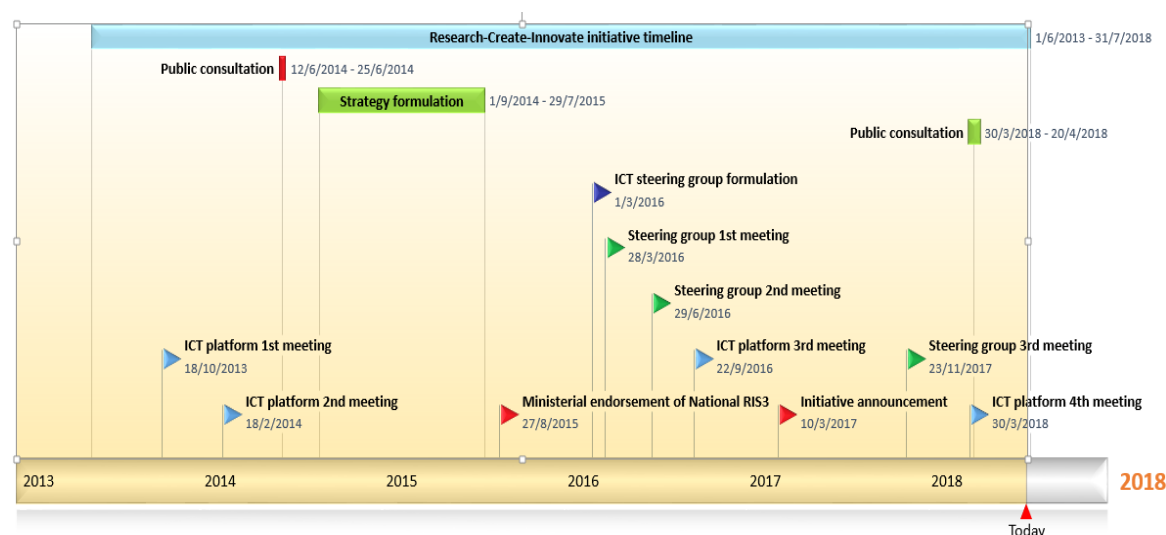 Research-Create-Innovate initiative timeline
1/6/2013 - 31/7/2018
Public consultation
12/6/2014 - 25/6/2014
Strategy formulation
1/9/2014 - 29/7/2015
Public consultation
30/3/2018 - 20/4/2018
ICT steering group formulation
1/3/2016
Steering group 1st meeting
28/3/2016
Steering group 2nd meeting
29/6/2016
ICT platform 1st meeting
18/10/2013
ICT platform 3rd meeting
22/9/2016
Steering group 3rd meeting
23/11/2017
ICT platform 2nd meeting
18/2/2014
Ministerial endorsement of National RIS3
27/8/2015
Initiative announcement
10/3/2017
ICT platform 4th meeting
30/3/2018
2013 2014 2015 2016 2017 2018
2018
Today